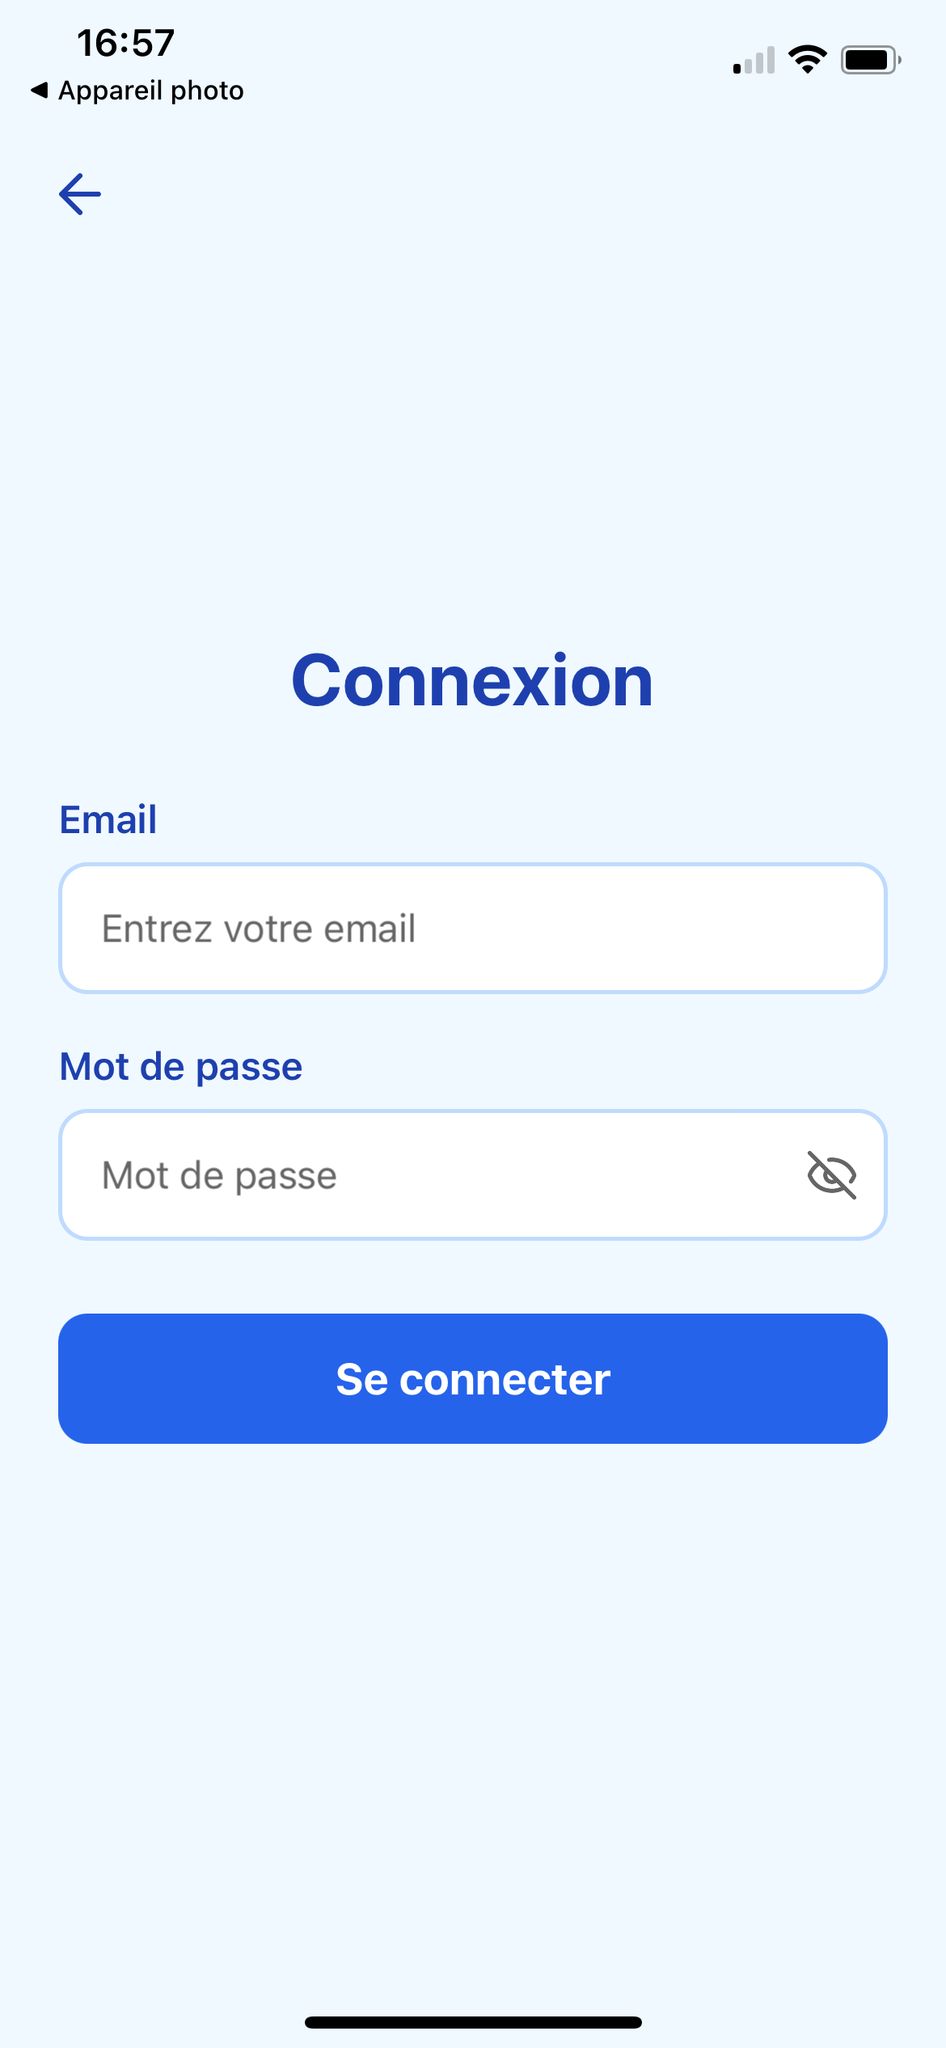 16:57
◀ Appareil photo
Connexion
Email
Entrez votre email
Mot de passe
Mot de passe
Se connecter